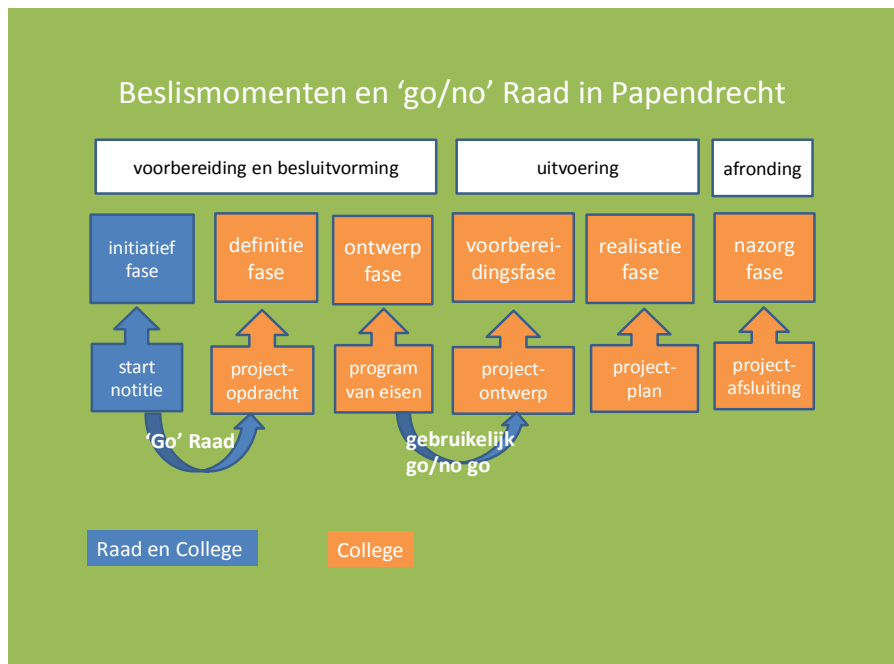 Beslismomenten en ‘go/no’ Raad in Papendrecht
voorbereiding en besluitvorming
uitvoering
afronding
initiatief
fase
definitie
fase
ontwerp
fase
voorberei-
dingsfase
realisatie
fase
nazorg
fase
start
notitie
project-
opdracht
program
van eisen
project-
ontwerp
project-
plan
project-
afsluiting
‘Go’ Raad
gebruikelijk
go/no go
Raad en College
College